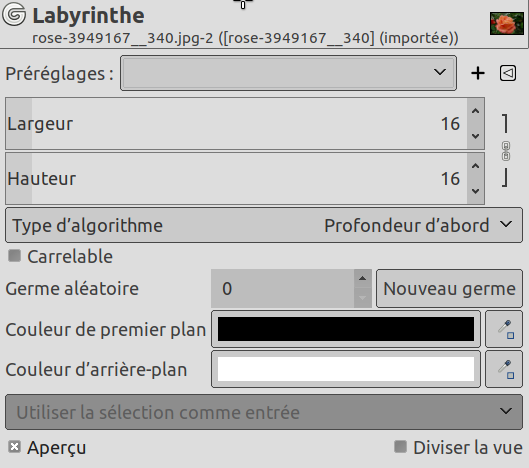 Labyrinthe
rose-3949167__340.jpg-2 ([rose-3949167__340] (importée))
Préréglages :
Largeur 16
Hauteur 16
Type d’algorithme Profondeur d’abord
Carrelable
Germe aléatoire 0 Nouveau germe
Couleur de premier plan
Couleur d’arrière-plan
Utiliser la sélection comme entrée
Aperçu Diviser la vue